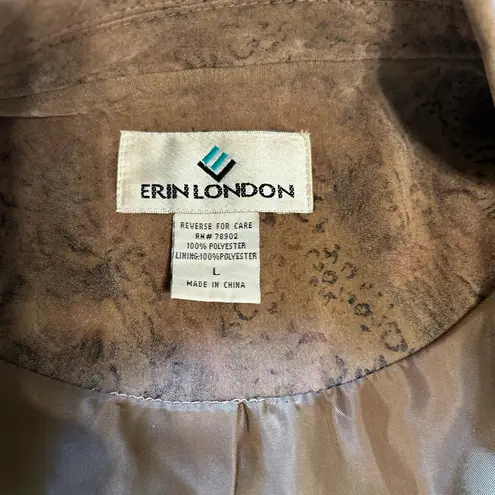 ERIN LONDON
REVERSE FOR CARE
RN# 78902
100% POLYESTER
LINING:100%POLYESTER
L
MADE IN CHINA